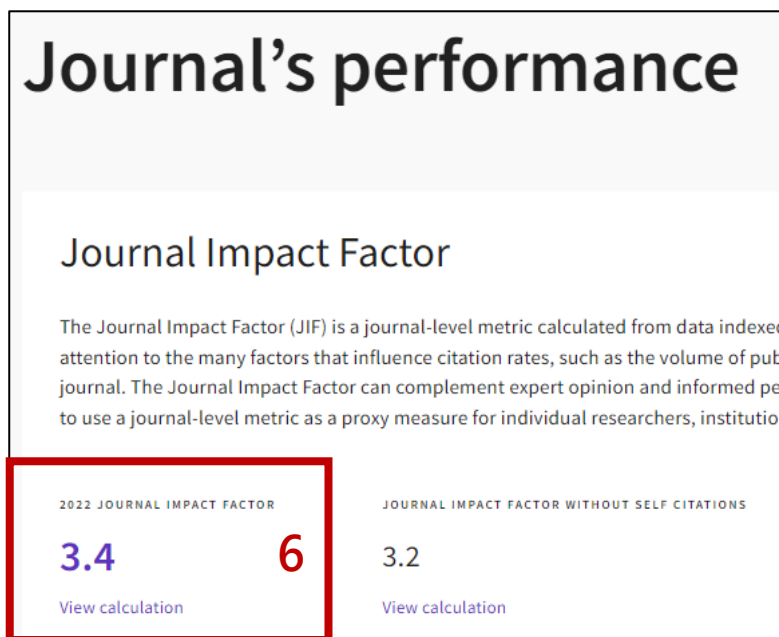 Journal’s performance
Journal Impact Factor
The Journal Impact Factor (JIF) is a journal-level metric calculated from data indexed
attention to the many factors that influence citation rates, such as the volume of
journal. The Journal Impact Factor can complement expert opinion and informed
to use a journal-level metric as a proxy measure for individual researchers,
2022 JOURNAL IMPACT FACTOR
3.4
6
View calculation
JOURNAL IMPACT FACTOR WITHOUT SELF CITATIONS
3.2
View calculation